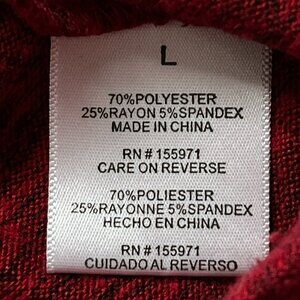 L
70%POLYESTER
25%RAYON 5%SPANDEX
MADE IN CHINA
RN # 155971
CARE ON REVERSE
70%POLIESTER
25%RAYONNE 5%SPANDEX
HECHO EN CHINA
RN # 155971
CUIDADO AL REVERSO